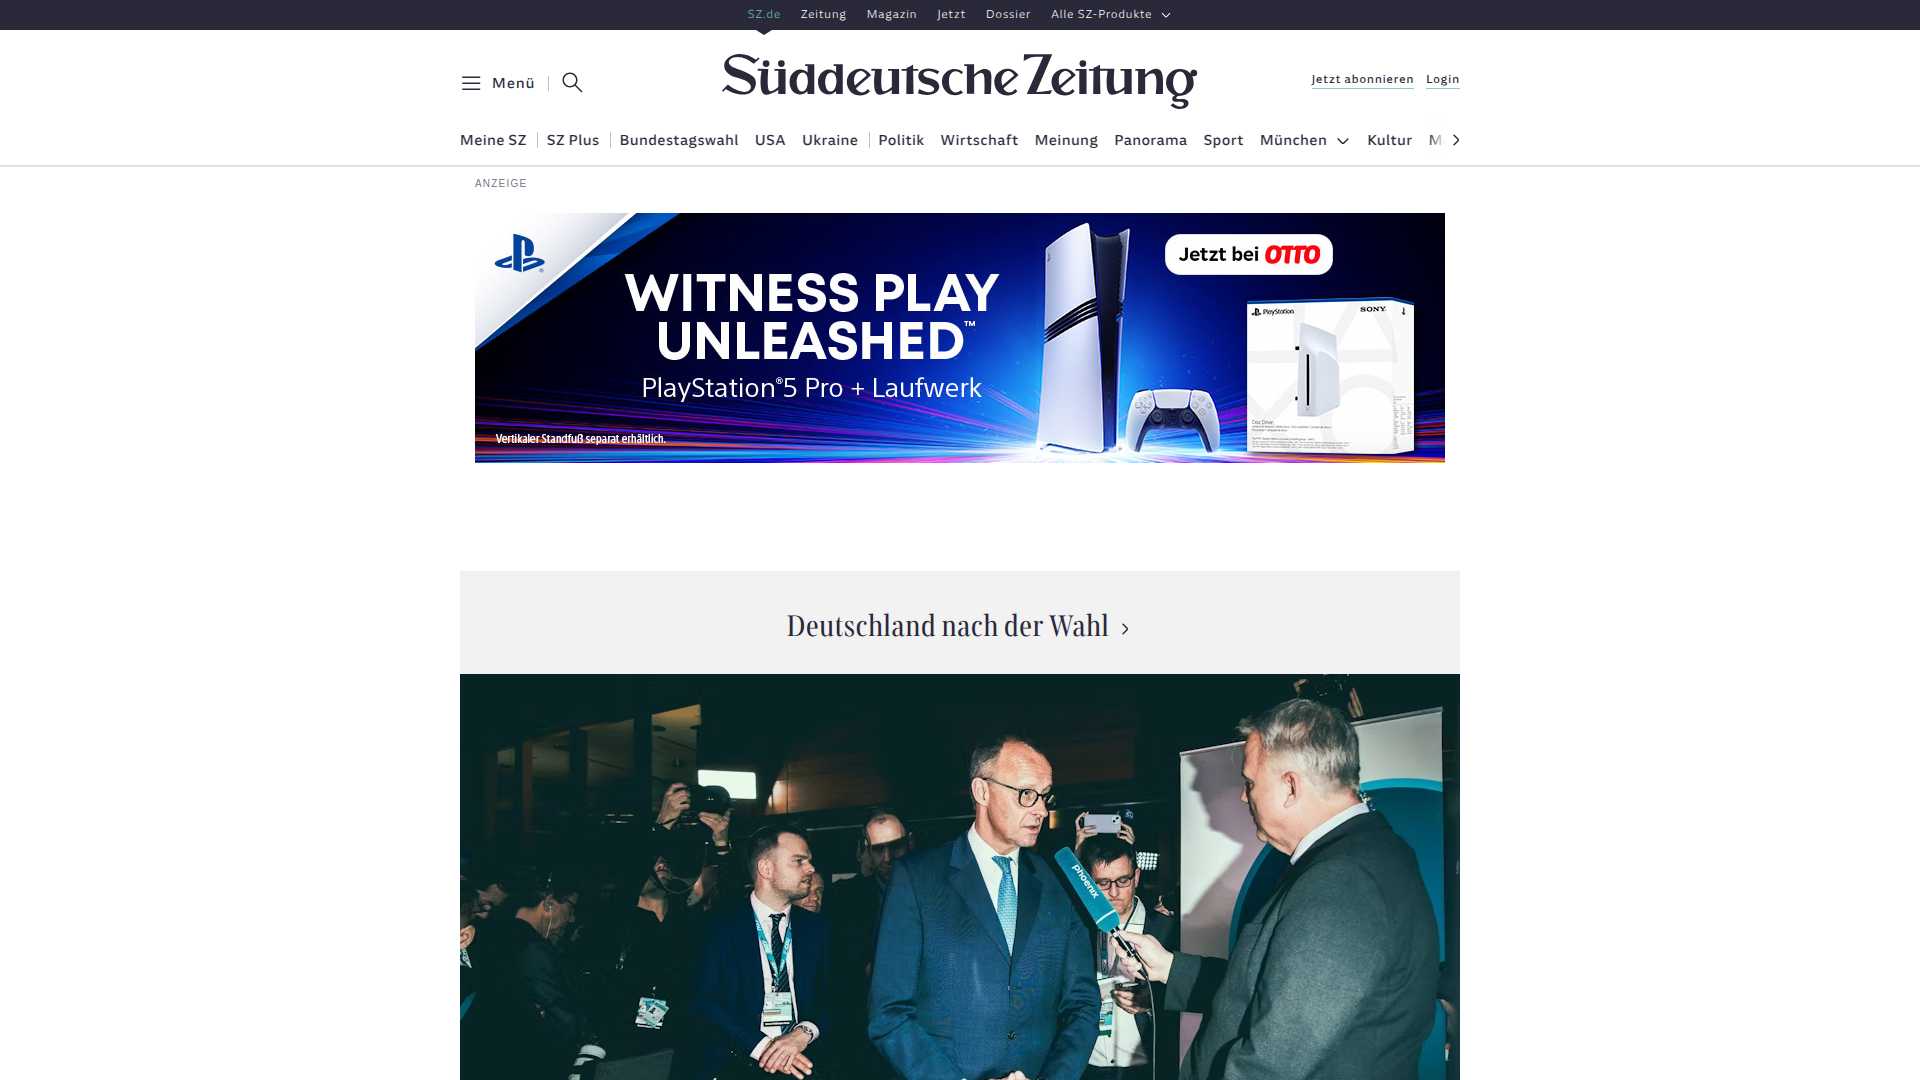 SZ.de Zeitung Magazin Jetzt Dossier Alle SZ-Produkte
Menü
Süddeutsche Zeitung
Jetzt abonnieren Login
Meine SZ SZ Plus Bundestagswahl USA Ukraine Politik Wirtschaft Meinung Panorama Sport München Kultur M
ANZEIGE
WITNESS PLAY
UNLEASHED™
PlayStation®5 Pro + Laufwerk
Vertikaler Standfuß separat erhältlich.
Jetzt bei OTTO
PlayStation SONY
Disc Drive
Deutschland nach der Wahl
phoenix